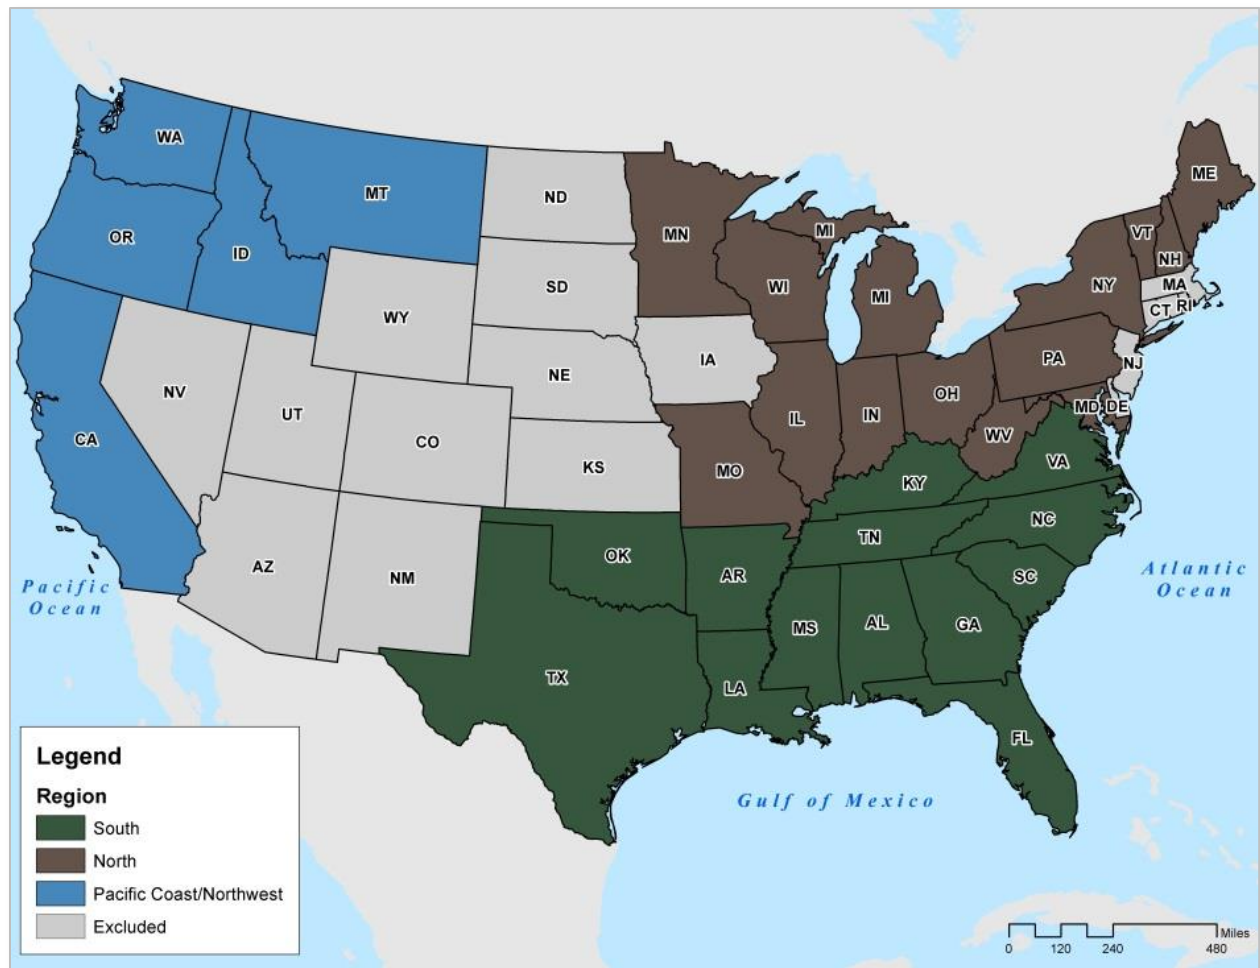 WA
MT
ND
ME
OR
ID
MN
MI
VT
NH
SD
WI
MI
NY
MA
WY
CT RI
NV
UT
NE
IA
PA
NJ
CA
CO
IL
IN
OH
MD DE
KS
MO
WV
VA
KY
NC
AZ
NM
OK
TN
AR
SC
MS
AL
GA
TX
LA
FL
Pacific
Ocean
Atlantic
Ocean
Gulf of Mexico
Legend
Region
South
North
Pacific Coast/Northwest
Excluded
Miles
0 120 240 480